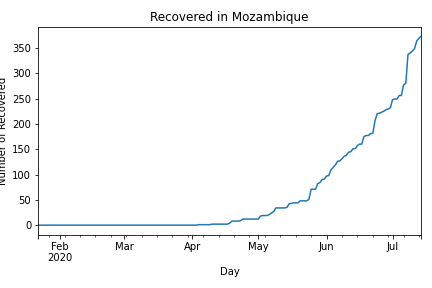 Recovered in Mozambique
Number of Recovered
350
300
250
200
150
100
50
0
Feb
2020
Mar
Apr
May
Jun
Jul
Day